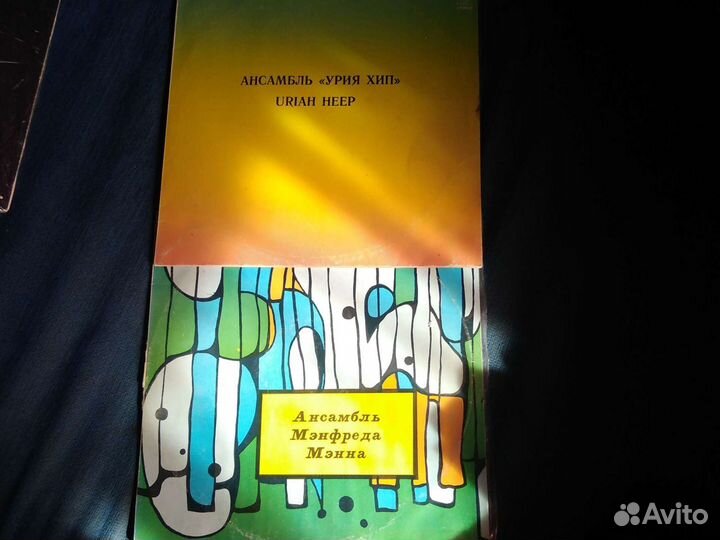 АНСАМБЛЬ «УРИЯ ХИП»
URIAH HEEP
Ансамбль
Мэнфреда
Мэнна
Avito